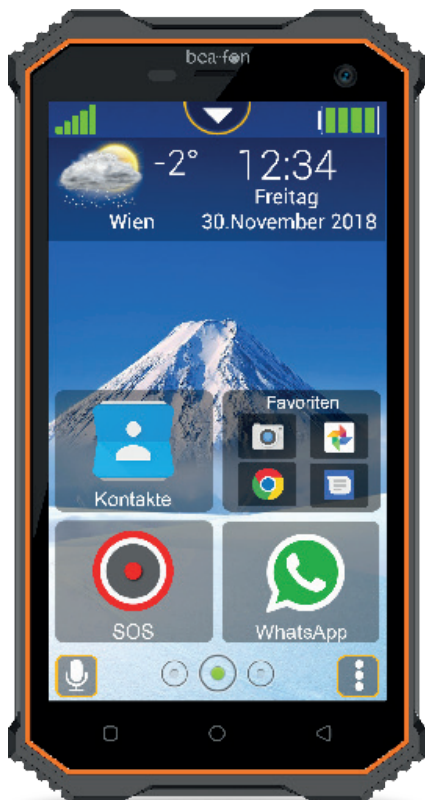 bea-fon
-2°
12:34
Freitag
Wien
30.November 2018
Favoriten
Kontakte
SOS
WhatsApp